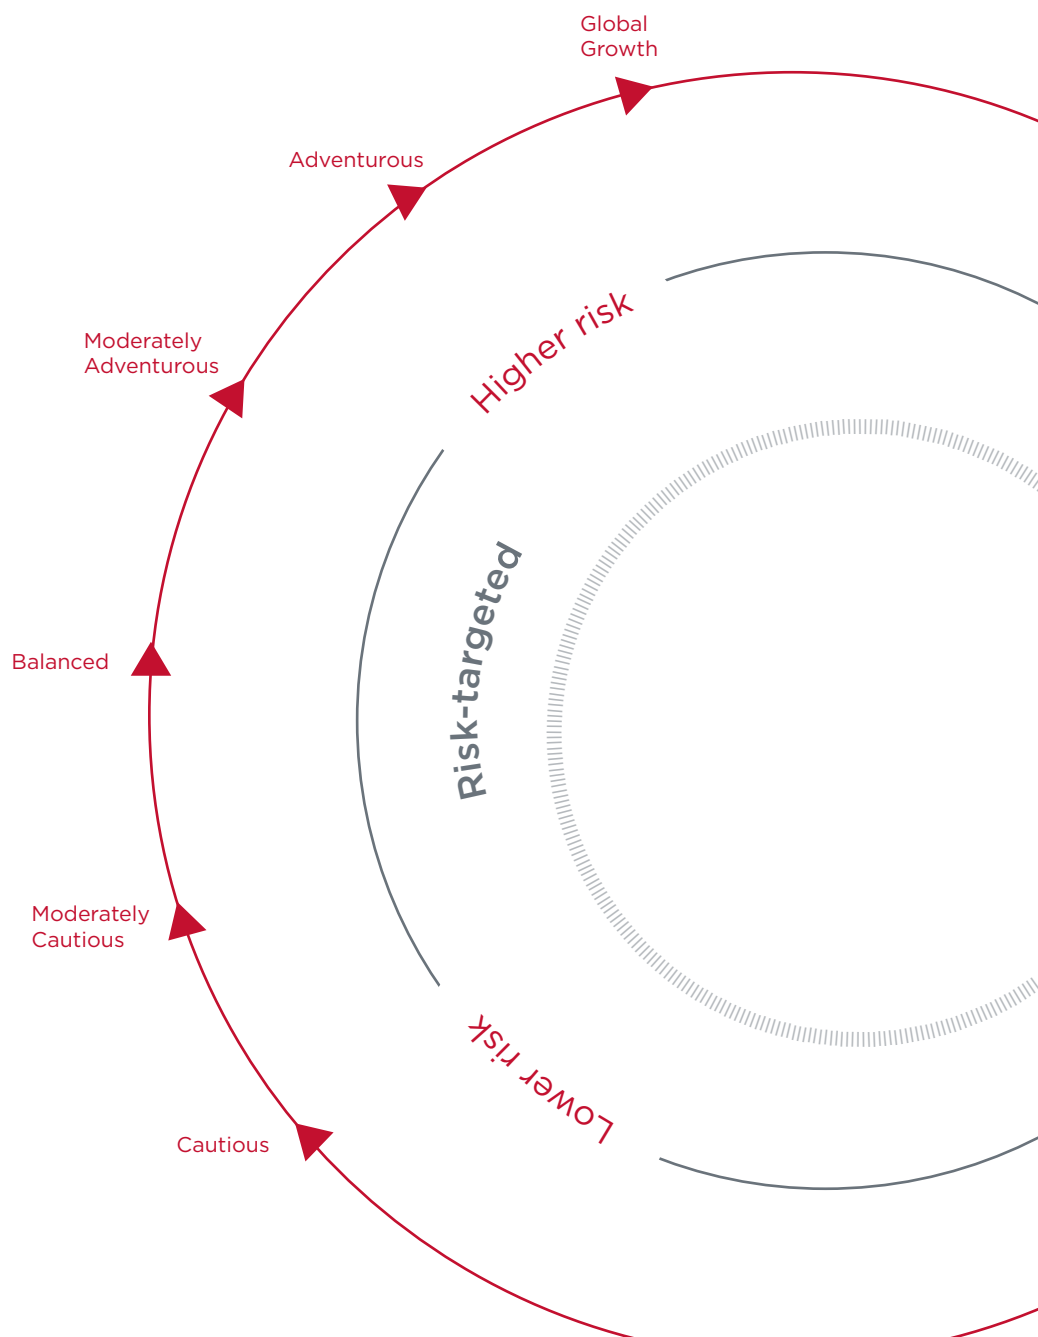 Global
Growth
Adventurous
Higher risk
Moderately
Adventurous
Risk-targeted
Balanced
Moderately
Cautious
Lower risk
Cautious